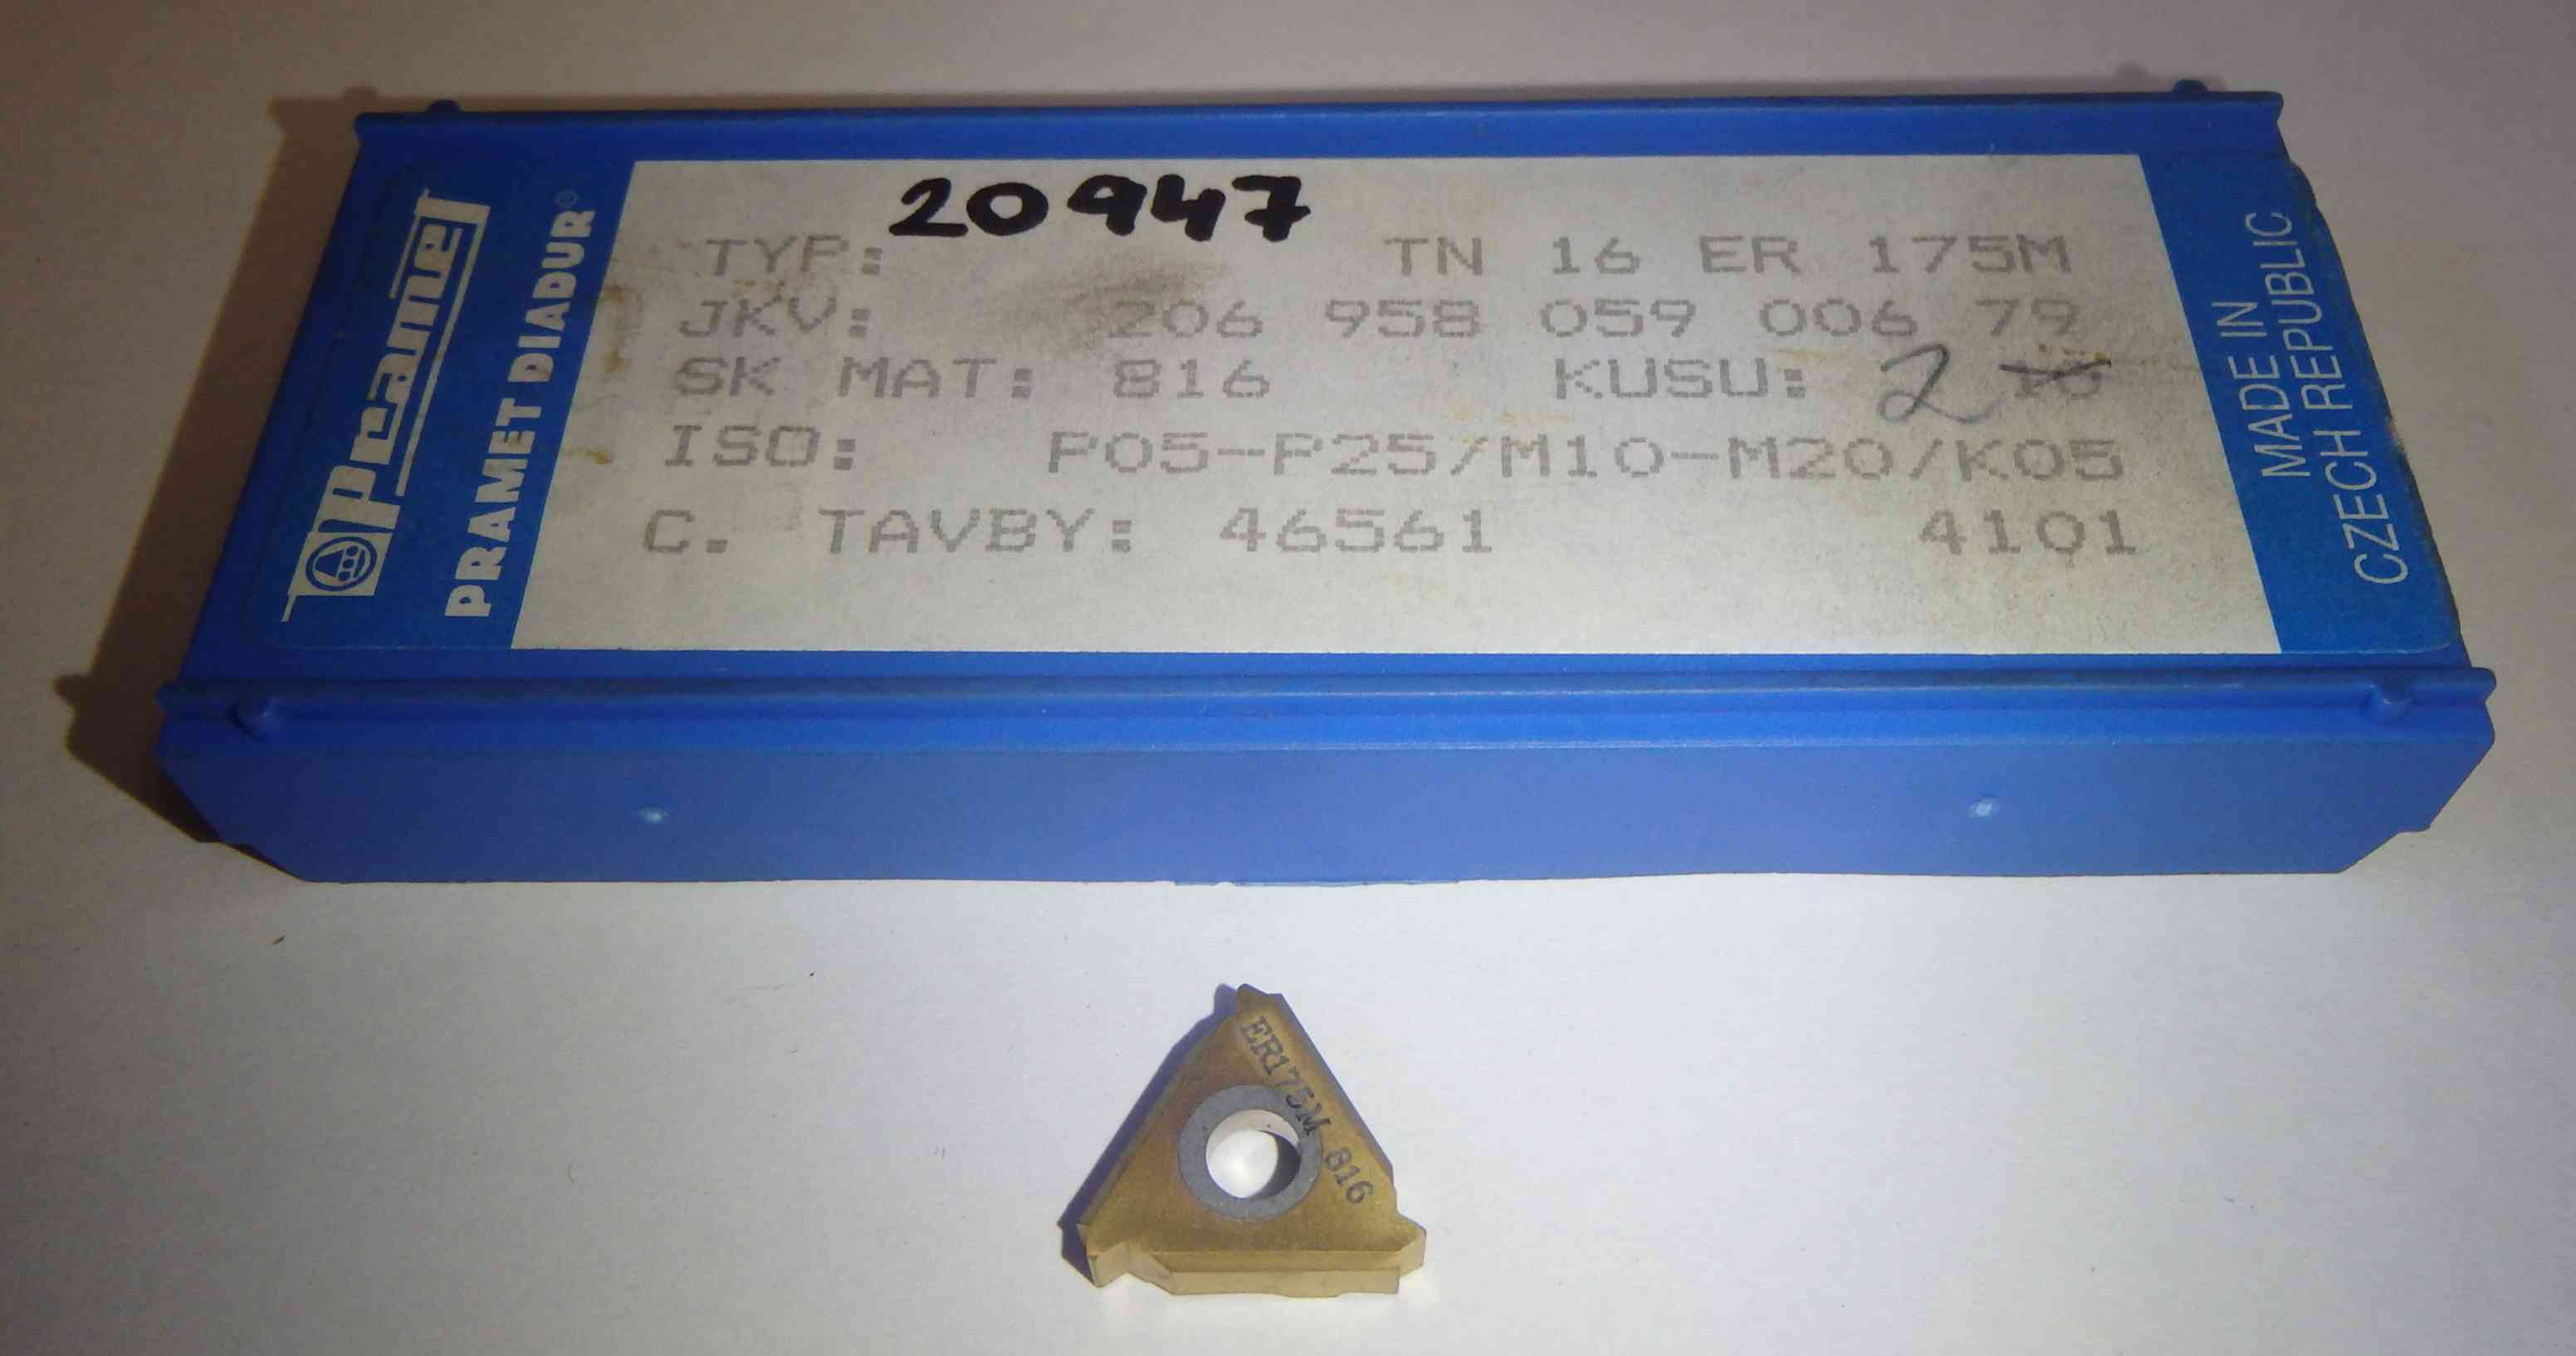 Pramet
PRAMET DIADUR®
20947
TYP: TN 16 ER 175M
JKV: 206 958 059 006 79
SK MAT: 816 KUSU: 2 10
ISO: P05-P25/M10-M20/K05
C. TAVBY: 46561 4101
MADE IN
CZECH REPUBLIC
ER175M 816